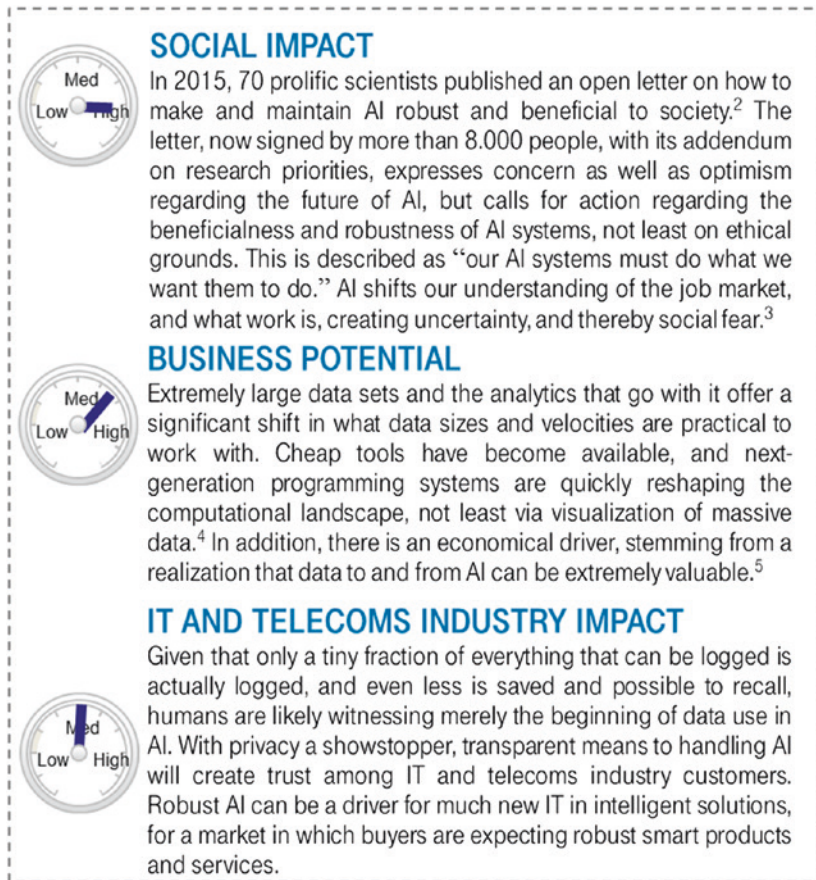 SOCIAL IMPACT
Med
Low High
In 2015, 70 prolific scientists published an open letter on how to
make and maintain AI robust and beneficial to society.2 The
letter, now signed by more than 8.000 people, with its addendum
on research priorities, expresses concern as well as optimism
regarding the future of AI, but calls for action regarding the
beneficialness and robustness of AI systems, not least on ethical
grounds. This is described as “our AI systems must do what we
want them to do.” AI shifts our understanding of the job market,
and what work is, creating uncertainty, and thereby social fear.3
BUSINESS POTENTIAL
Med
Low High
Extremely large data sets and the analytics that go with it offer a
significant shift in what data sizes and velocities are practical to
work with. Cheap tools have become available, and next-
generation programming systems are quickly reshaping the
computational landscape, not least via visualization of massive
data.4 In addition, there is an economical driver, stemming from a
realization that data to and from AI can be extremely valuable.5
IT AND TELECOMS INDUSTRY IMPACT
Med
Low High
Given that only a tiny fraction of everything that can be logged is
actually logged, and even less is saved and possible to recall,
humans are likely witnessing merely the beginning of data use in
AI. With privacy a showstopper, transparent means to handling AI
will create trust among IT and telecoms industry customers.
Robust AI can be a driver for much new IT in intelligent solutions,
for a market in which buyers are expecting robust smart products
and services.